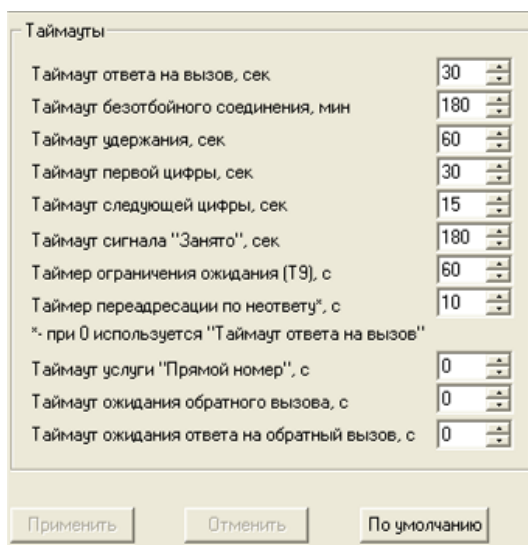 Таймауты
Таймаут ответа на вызов, сек 30
Таймаут безотбойного соединения, мин 180
Таймаут удержания, сек 60
Таймаут первой цифры, сек 30
Таймаут следующей цифры, сек 15
Таймаут сигнала "Занято", сек 180
Таймер ограничения ожидания (Т9), с 60
Таймер переадресации по неответу*, с 10
*- при 0 используется "Таймаут ответа на вызов"
Таймаут услуги "Прямой номер", с 0
Таймаут ожидания обратного вызова, с 0
Таймаут ожидания ответа на обратный вызов, с 0
Применить Отменить По умолчанию